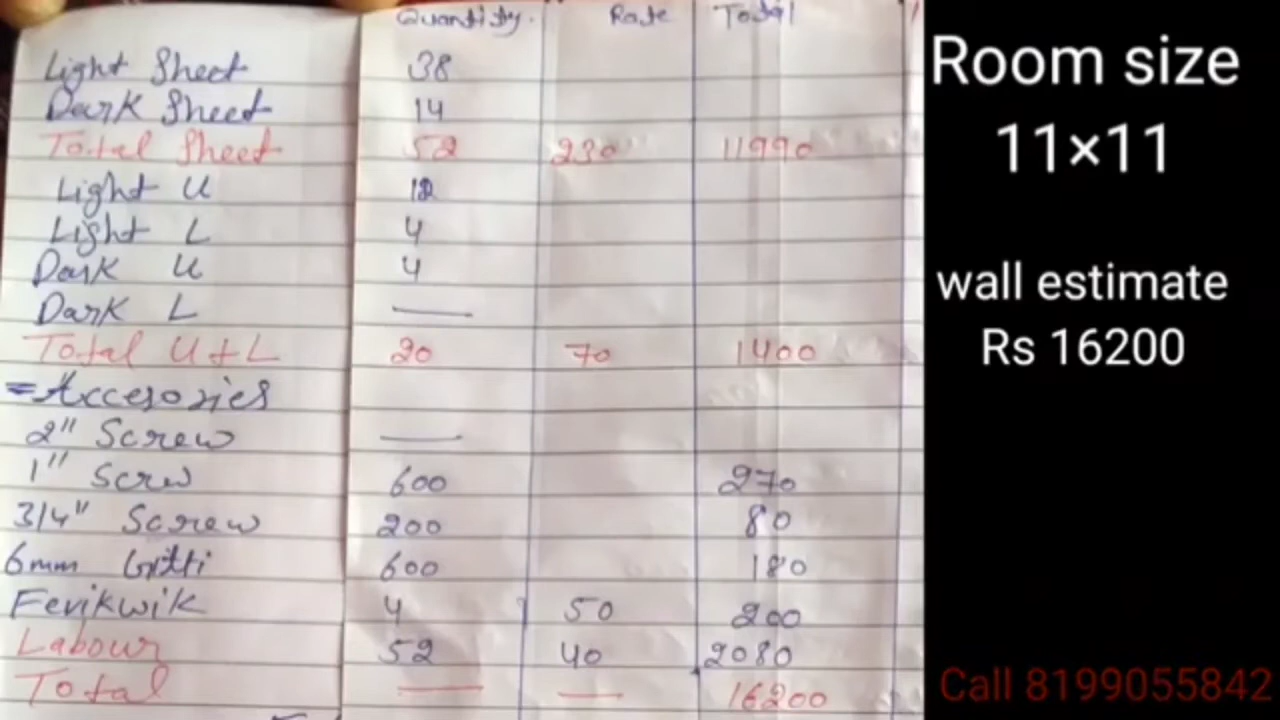 Quantity. Rate Total
Light Sheet 38
Dark Sheet 14
Total Sheet 52 230 11990
Light U 12
Light L 4
Dark U 4
Dark L —
Total U+L 20 70 1400
=Accesories
2" Screw —
1" Scrw 600 270
3/4" Screw 200 80
6mm Gitti 600 180
Fevikwik 4 50 200
Labour 52 40 2080
Total — — 16200
Room size
11×11
wall estimate
Rs 16200
Call 8199055842